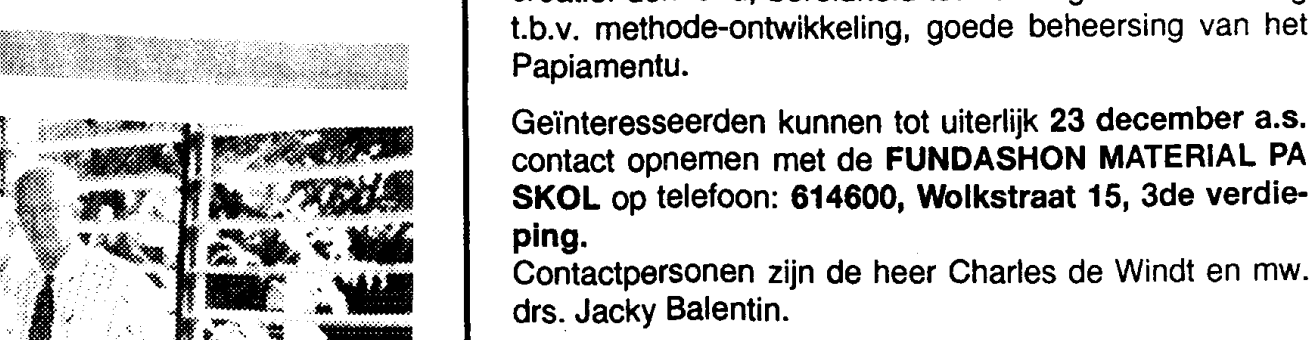 t.b.v. methode-ontwikkeling, goede beheersing van het
Papiamentu.
Geïnteresseerden kunnen tot uiterlijk 23 december a.s.
contact opnemen met de FUNDASHON MATERIAL PA
SKOL op telefoon: 614600, Wolkstraat 15, 3de verdie-
ping.
Contactpersonen zijn de heer Charles de Windt en mw.
drs. Jacky Balentin.